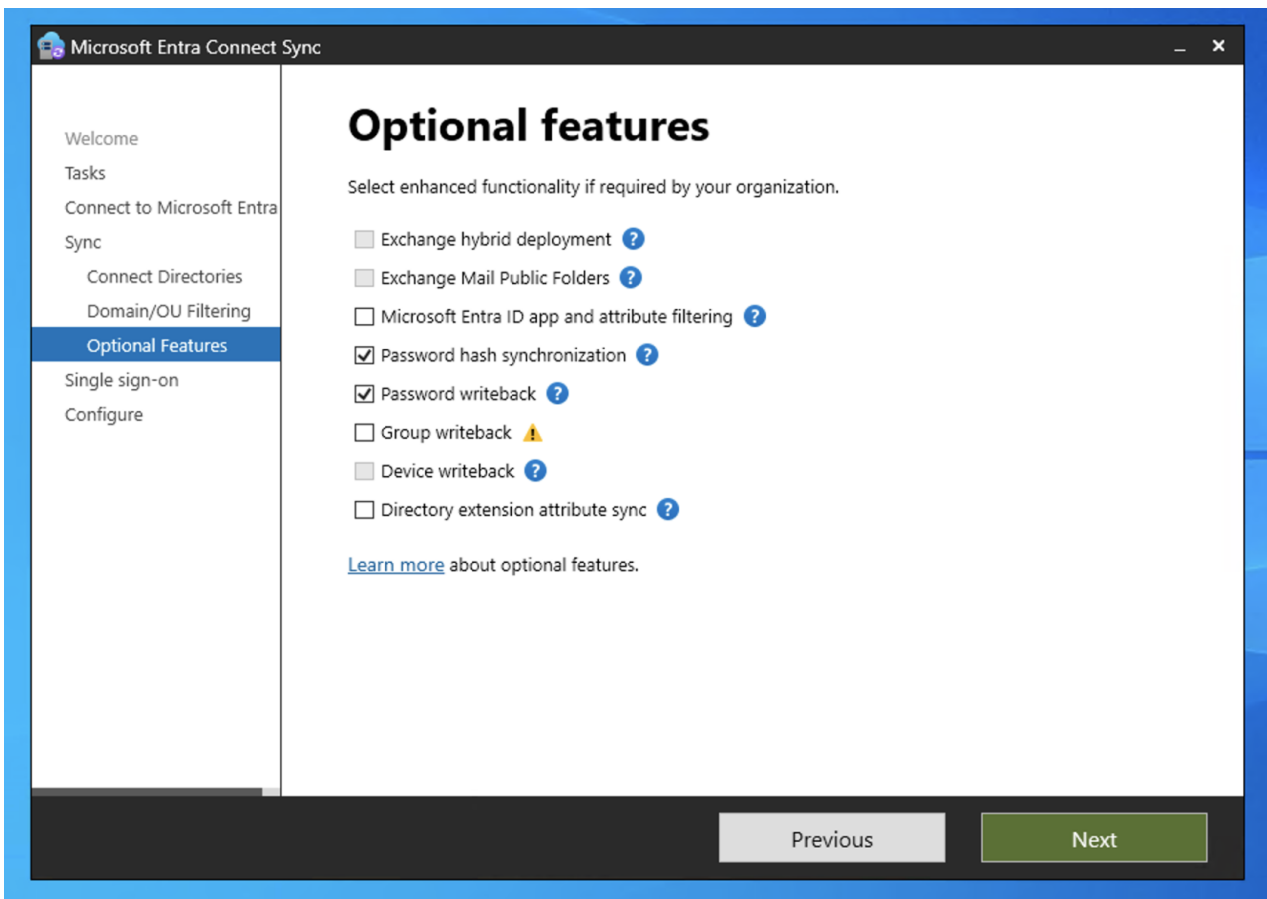 Microsoft Entra Connect Sync
Welcome
Tasks
Connect to Microsoft Entra
Sync
Connect Directories
Domain/OU Filtering
Optional Features
Single sign-on
Configure
Optional features
Select enhanced functionality if required by your organization.
Exchange hybrid deployment ?
Exchange Mail Public Folders ?
Microsoft Entra ID app and attribute filtering ?
Password hash synchronization ?
Password writeback ?
Group writeback !
Device writeback ?
Directory extension attribute sync ?
Learn more about optional features.
Previous
Next